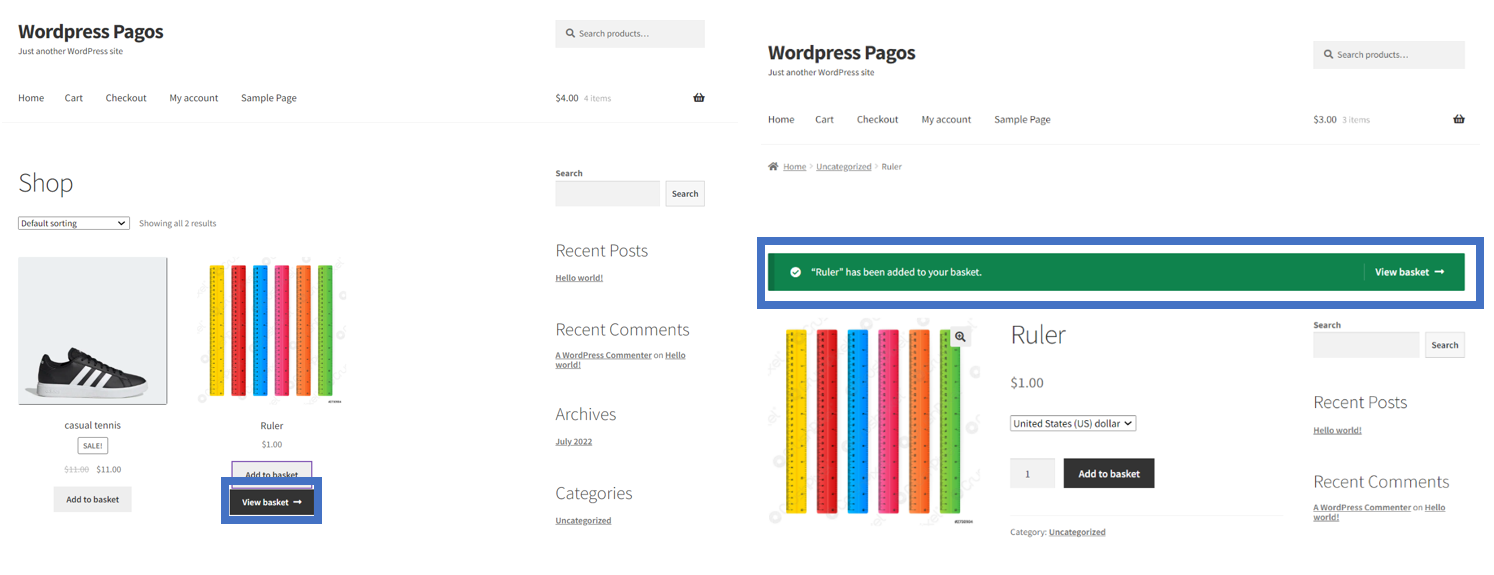 Wordpress Pagos
Just another WordPress site
Search products…
Home Cart Checkout My account Sample Page
$4.00 4 items
Shop
Default sorting
Showing all 2 results
casual tennis
SALE!
$11.00 $11.00
Add to basket
Ruler
$1.00
Add to basket
View basket
Search
Search
Recent Posts
Hello world!
Recent Comments
A WordPress Commenter on Hello
world!
Archives
July 2022
Categories
Uncategorized
Wordpress Pagos
Just another WordPress site
Search products…
Home Cart Checkout My account Sample Page
$3.00 3 items
Home Uncategorized Ruler
"Ruler" has been added to your basket.
View basket
Ruler
$1.00
United States (US) dollar
1
Add to basket
Category: Uncategorized
Search
Search
Recent Posts
Hello world!
Recent Comments
A WordPress Commenter on Hello
world!